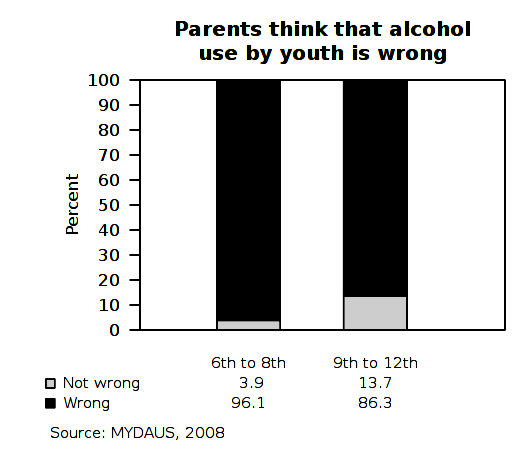 Parents think that alcohol
use by youth is wrong
Percent
100
90
80
70
60
50
40
30
20
10
0
6th to 8th 9th to 12th
Not wrong 3.9 13.7
Wrong 96.1 86.3
Source: MYDAUS, 2008